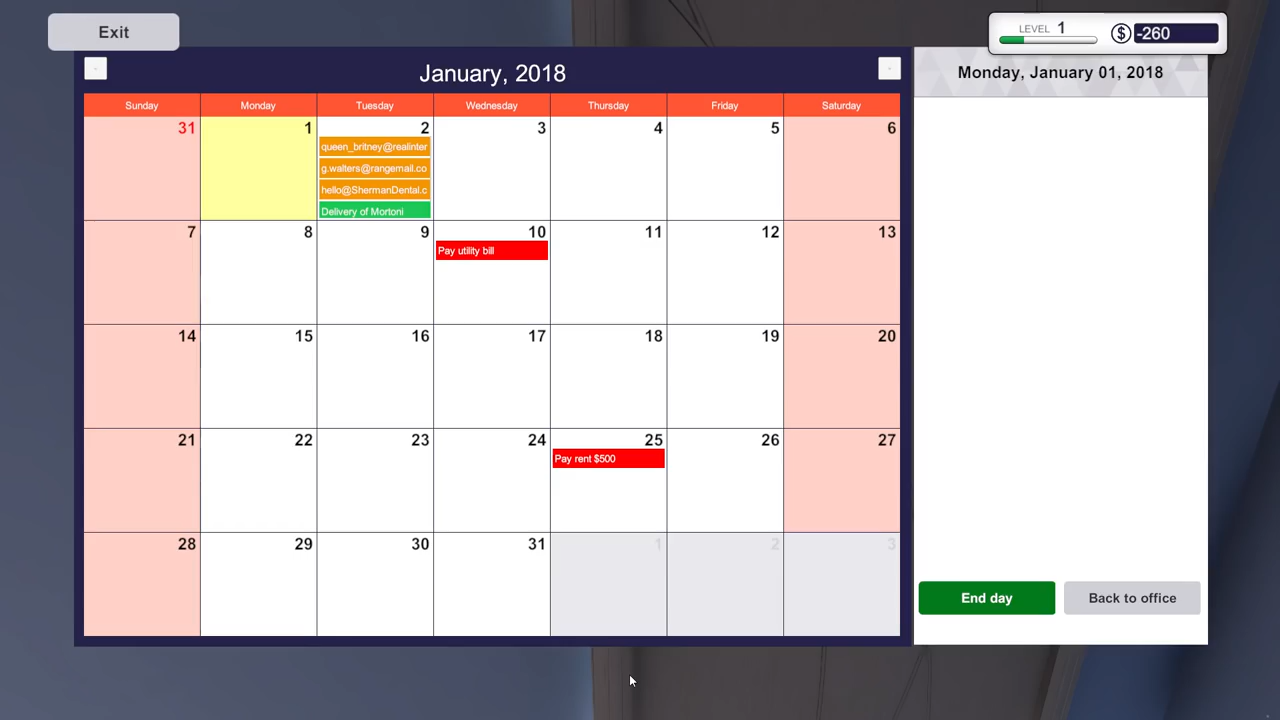 Exit
LEVEL 1
$ -260
January, 2018
Monday, January 01, 2018
Sunday Monday Tuesday Wednesday Thursday Friday Saturday
31 1 2 3 4 5 6
queen_britney@realinter
g.walters@rangemail.co
hello@ShermanDental.c
Delivery of Mortoni
7 8 9 10 11 12 13
Pay utility bill
14 15 16 17 18 19 20
21 22 23 24 25 26 27
Pay rent $500
28 29 30 31 1 2 3
End day
Back to office